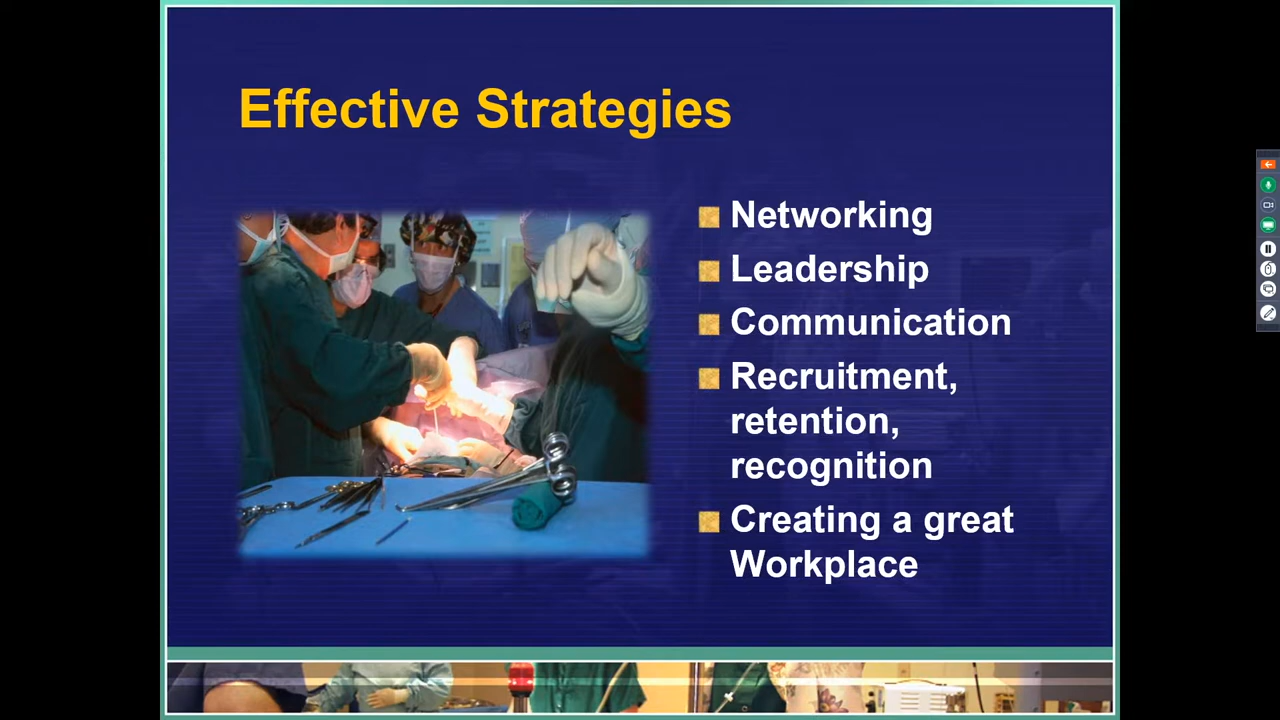 Effective Strategies
Networking
Leadership
Communication
Recruitment,
retention,
recognition
Creating a great
Workplace